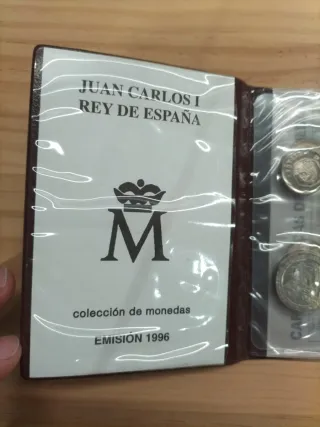 JUAN CARLOS I
REY DE ESPAÑA
M
colección de monedas
EMISIÓN 1996